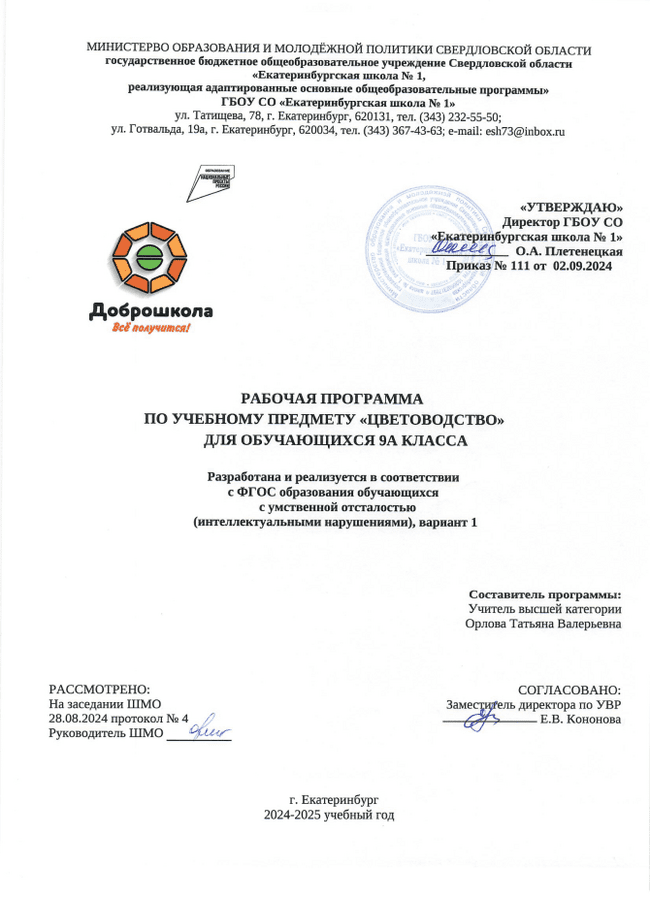 МИНИСТЕРВО ОБРАЗОВАНИЯ И МОЛОДЁЖНОЙ ПОЛИТИКИ СВЕРДЛОВСКОЙ ОБЛАСТИ
государственное бюджетное общеобразовательное учреждение Свердловской области
«Екатеринбургская школа № 1,
реализующая адаптированные основные общеобразовательные программы»
ГБОУ СО «Екатеринбургская школа № 1»
ул. Татищева, 78, г. Екатеринбург, 620131, тел. (343) 232-55-50;
ул. Готвальда, 19а, г. Екатеринбург, 620034, тел. (343) 367-43-63; e-mail: esh73@inbox.ru
ОБРАЗОВАНИЕ
НАЦИОНАЛЬНЫЕ
ПРОЕКТЫ
РОССИИ
Доброшкола
Всё получится!
«УТВЕРЖДАЮ»
Директор ГБОУ СО
«Екатеринбургская школа № 1»
О.А. Плетенецкая
Приказ № 111 от 02.09.2024
РАБОЧАЯ ПРОГРАММА
ПО УЧЕБНОМУ ПРЕДМЕТУ «ЦВЕТОВОДСТВО»
ДЛЯ ОБУЧАЮЩИХСЯ 9А КЛАССА
Разработана и реализуется в соответствии
с ФГОС образования обучающихся
с умственной отсталостью
(интеллектуальными нарушениями), вариант 1
Составитель программы:
Учитель высшей категории
Орлова Татьяна Валерьевна
РАССМОТРЕНО:
На заседании ШМО
28.08.2024 протокол № 4
Руководитель ШМО
СОГЛАСОВАНО:
Заместитель директора по УВР
Е.В. Кононова
г. Екатеринбург
2024-2025 учебный год